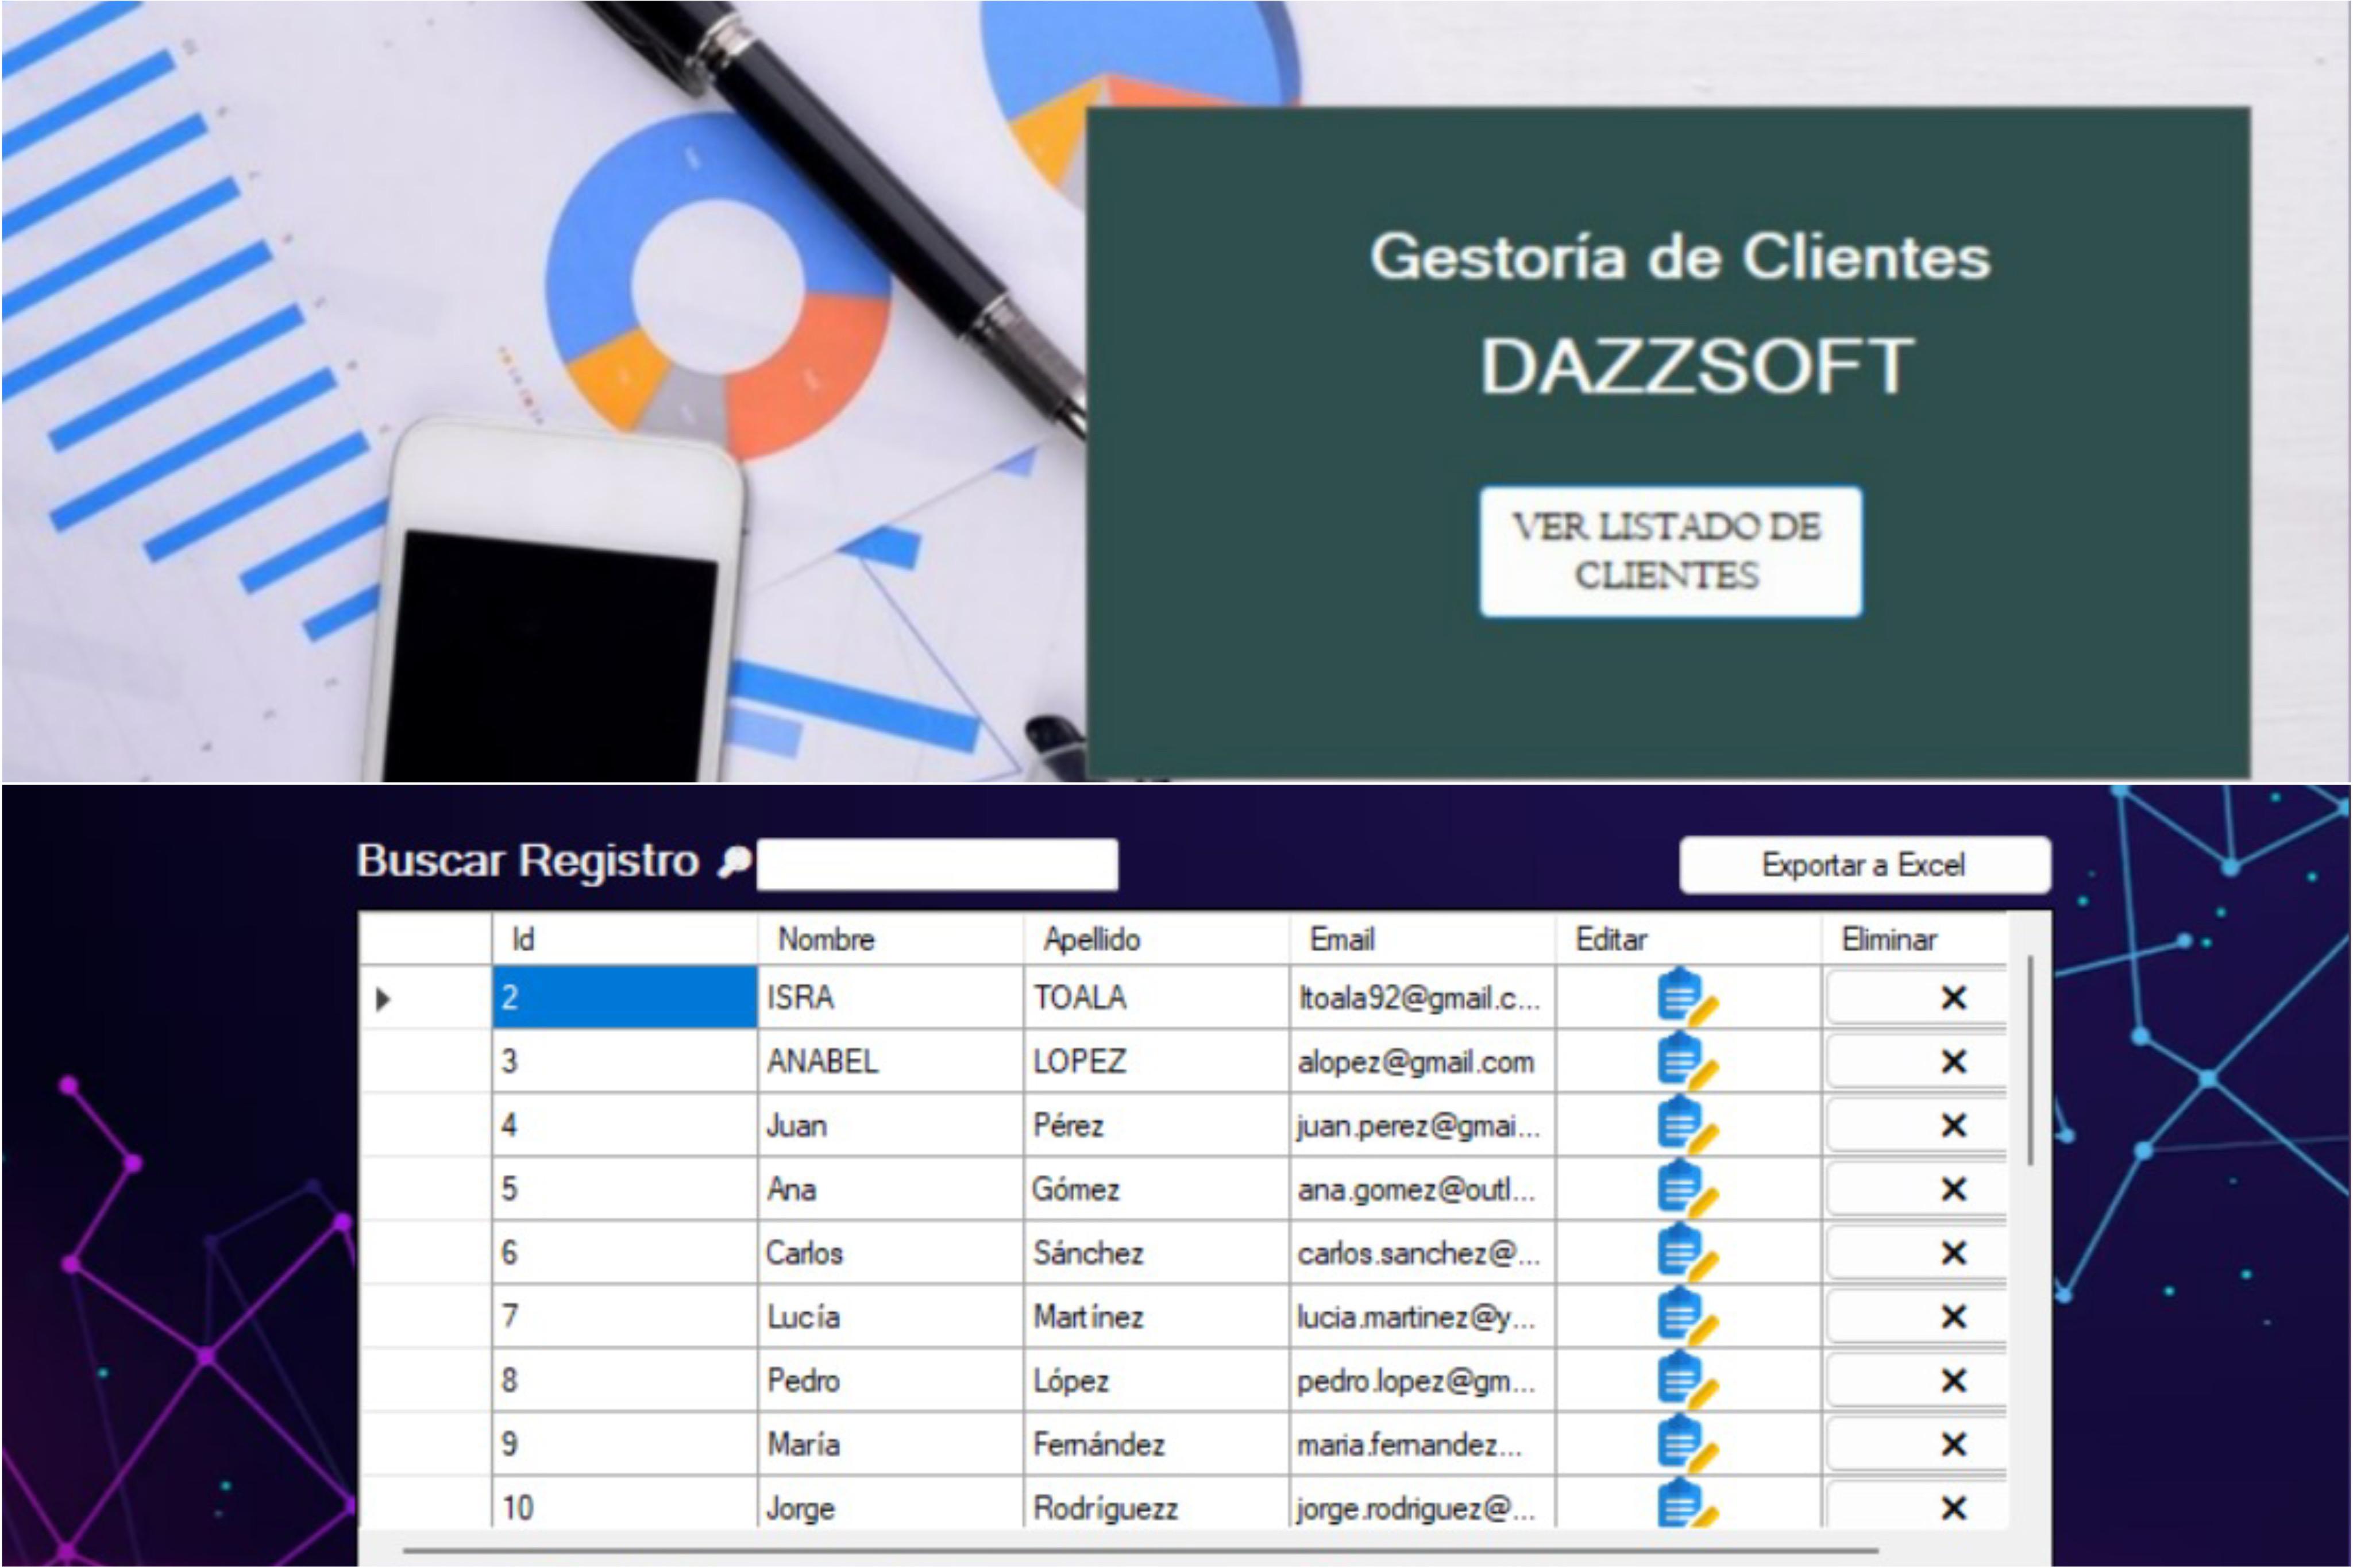 Gestoría de Clientes
DAZZSOFT
VER LISTADO DE
CLIENTES
Buscar Registro
Exportar a Excel
Id Nombre Apellido Email Editar Eliminar
2 ISRA TOALA ltoala92@gmail.c...
3 ANABEL LOPEZ alopez@gmail.com
4 Juan Pérez juan.perez@gmai...
5 Ana Gómez ana.gomez@outl...
6 Carlos Sánchez carlos.sanchez@...
7 Lucía Martínez lucia.martinez@y...
8 Pedro López pedro.lopez@gm...
9 María Fernández maria.fernandez...
10 Jorge Rodríguezz jorge.rodriguez@...